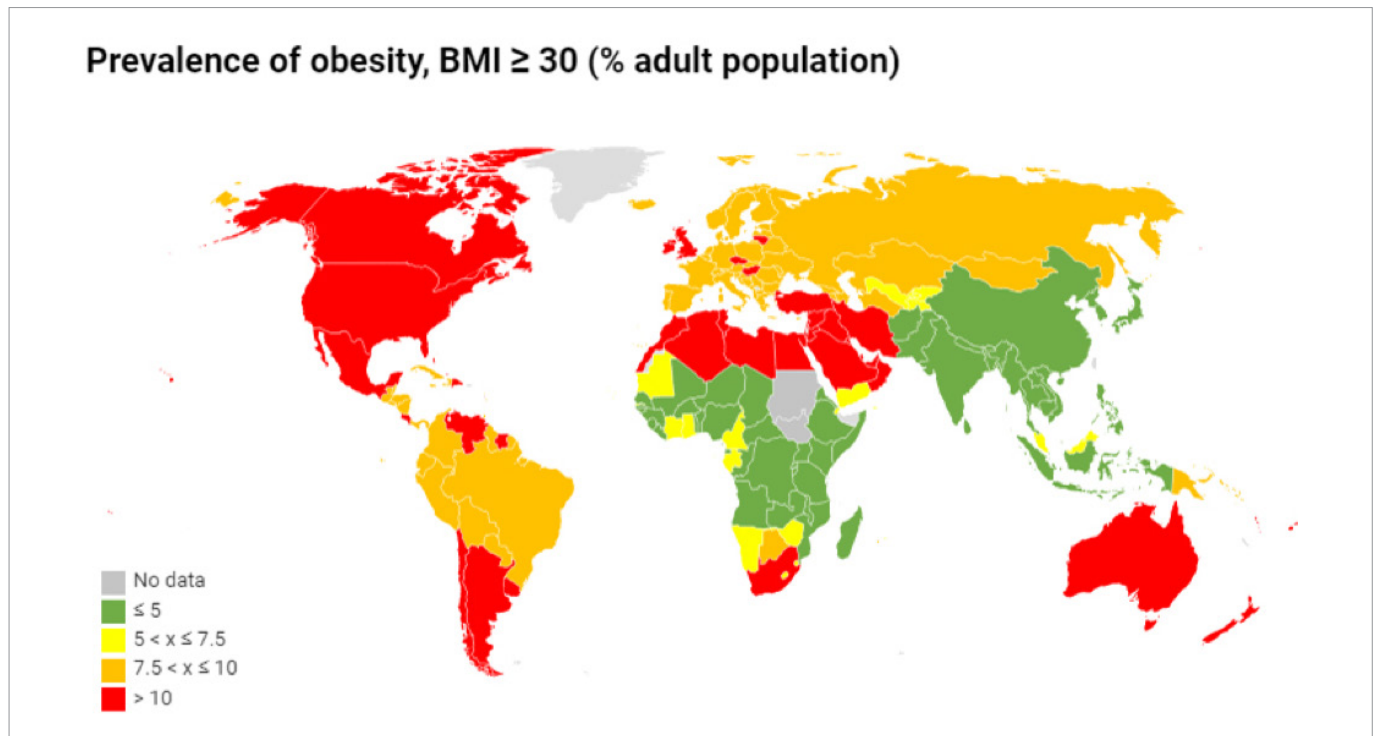 Prevalence of obesity, BMI ≥ 30 (% adult population)
No data
≤ 5
5 < x ≤ 7.5
7.5 < x ≤ 10
> 10